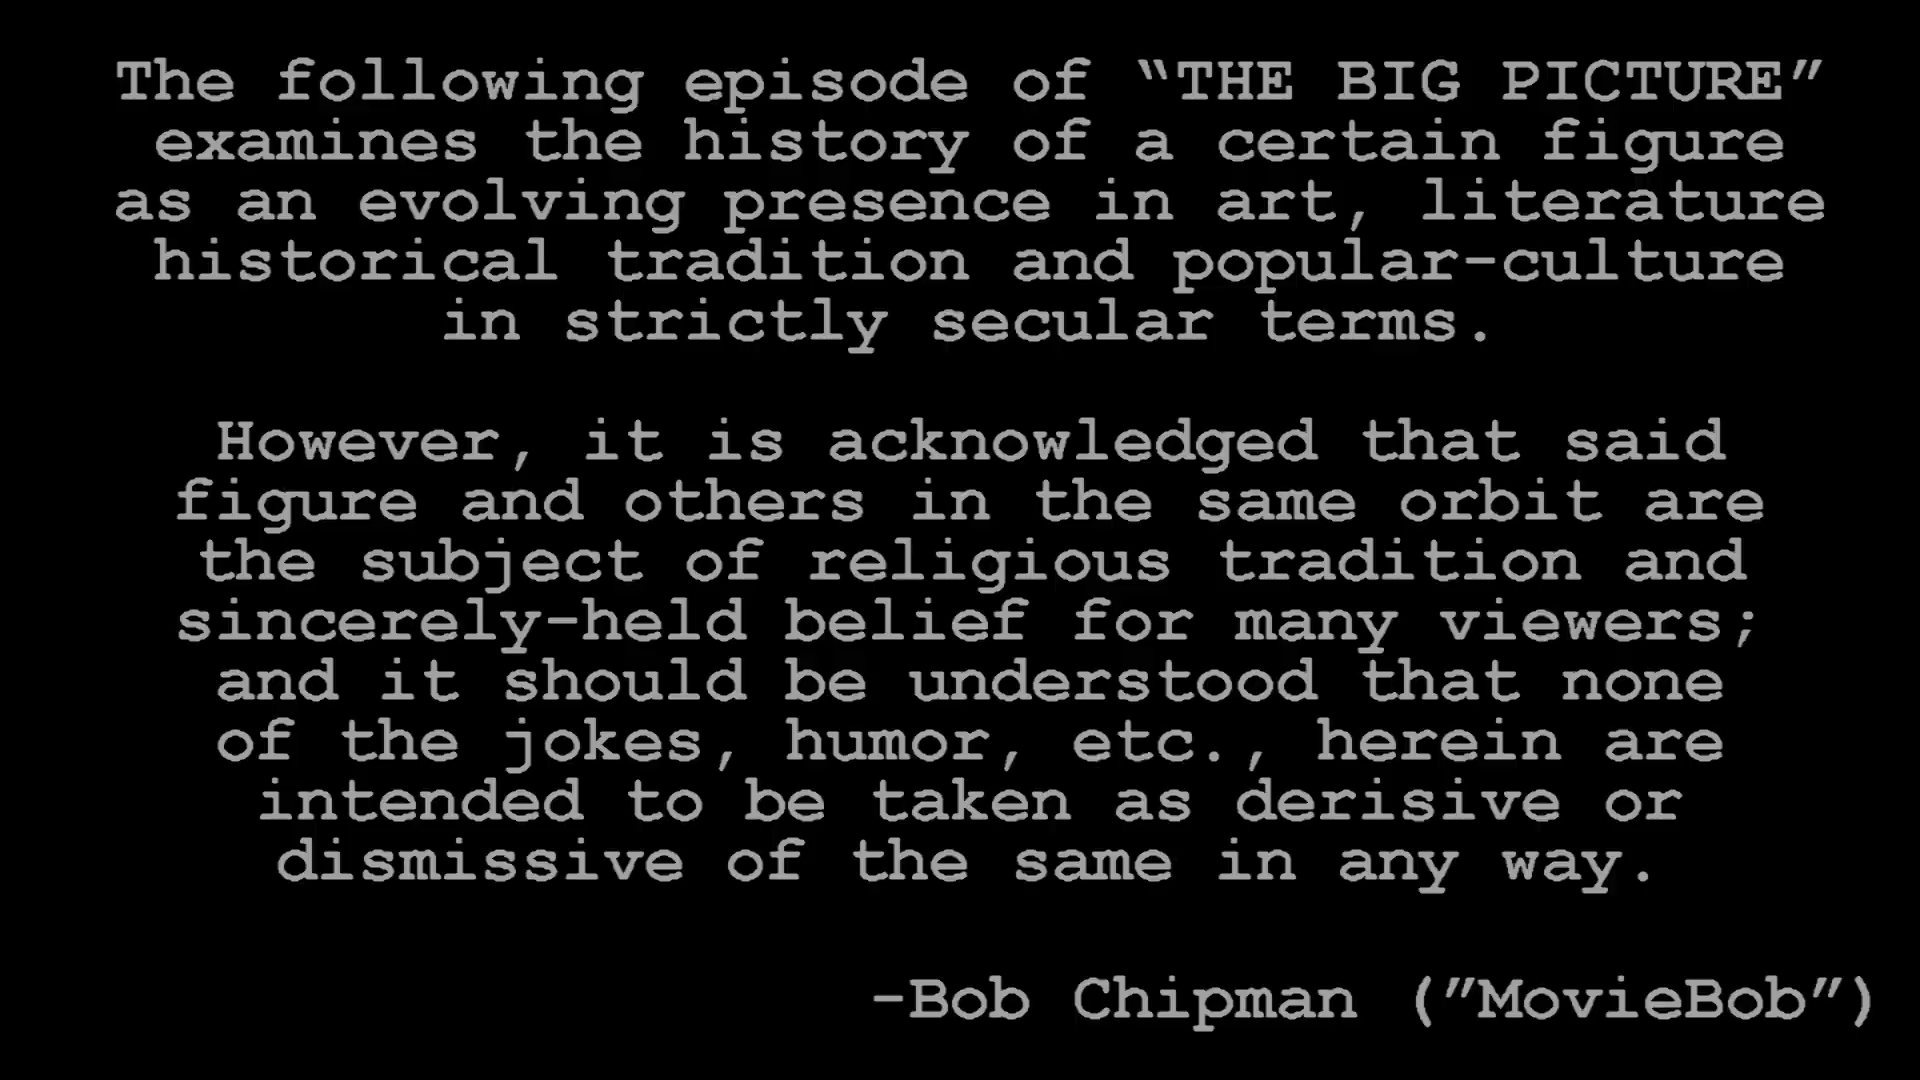 The following episode of “THE BIG PICTURE”
examines the history of a certain figure
as an evolving presence in art, literature
historical tradition and popular-culture
in strictly secular terms.
However, it is acknowledged that said
figure and others in the same orbit are
the subject of religious tradition and
sincerely-held belief for many viewers;
and it should be understood that none
of the jokes, humor, etc., herein are
intended to be taken as derisive or
dismissive of the same in any way.
-Bob Chipman (”MovieBob”)